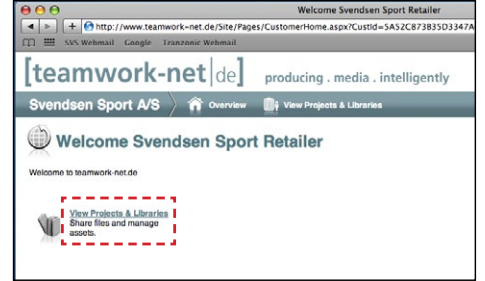 Welcome Svendsen Sport Retailer
http://www.teamwork-net.de/Site/Pages/CustomerHome.aspx?CustId=5A52C873B35D3347A
SVS Webmail Google Tranzonic Webmail
[teamwork-net|de] producing . media . intelligently
Svendsen Sport A/S Overview View Projects & Libraries
Welcome Svendsen Sport Retailer
Welcome to teamwork-net.de
View Projects & Libraries
Share files and manage
assets.